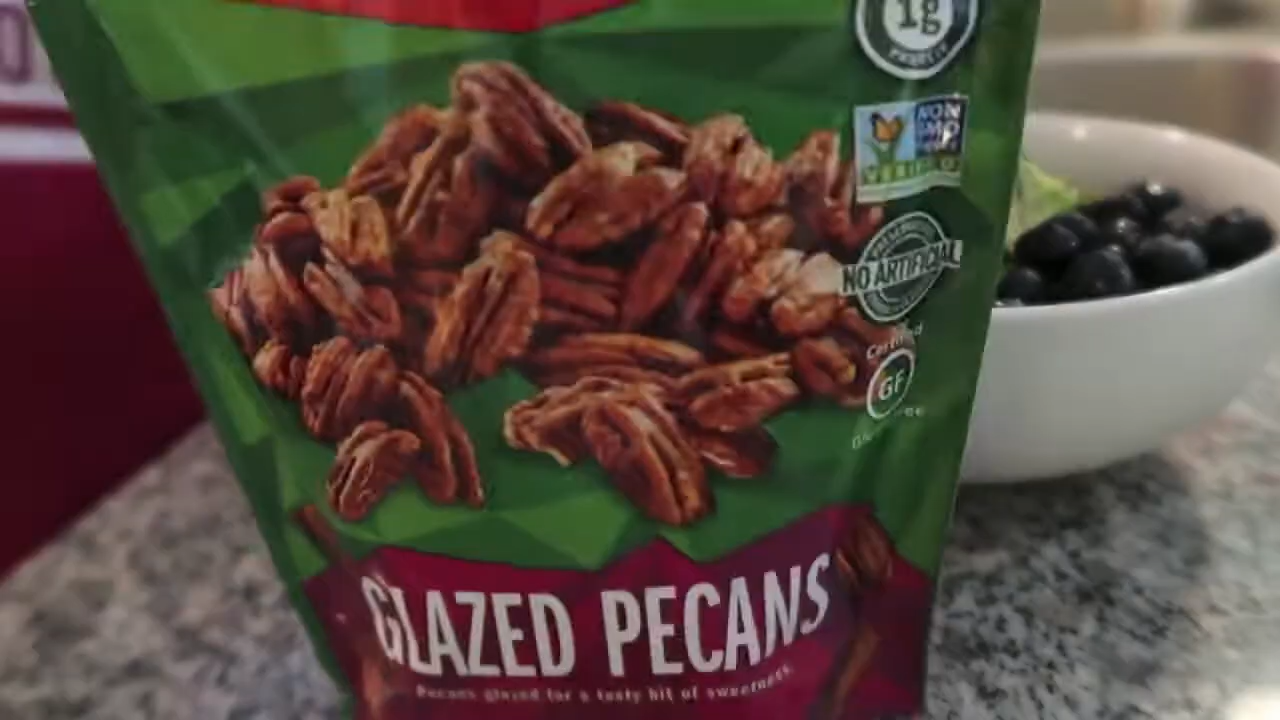 1g
NON
GMO
VERIFIED
NO ARTIFICIAL
Certified
GF
GLAZED PECANS
Pecans glazed for a tasty hit of sweetness.